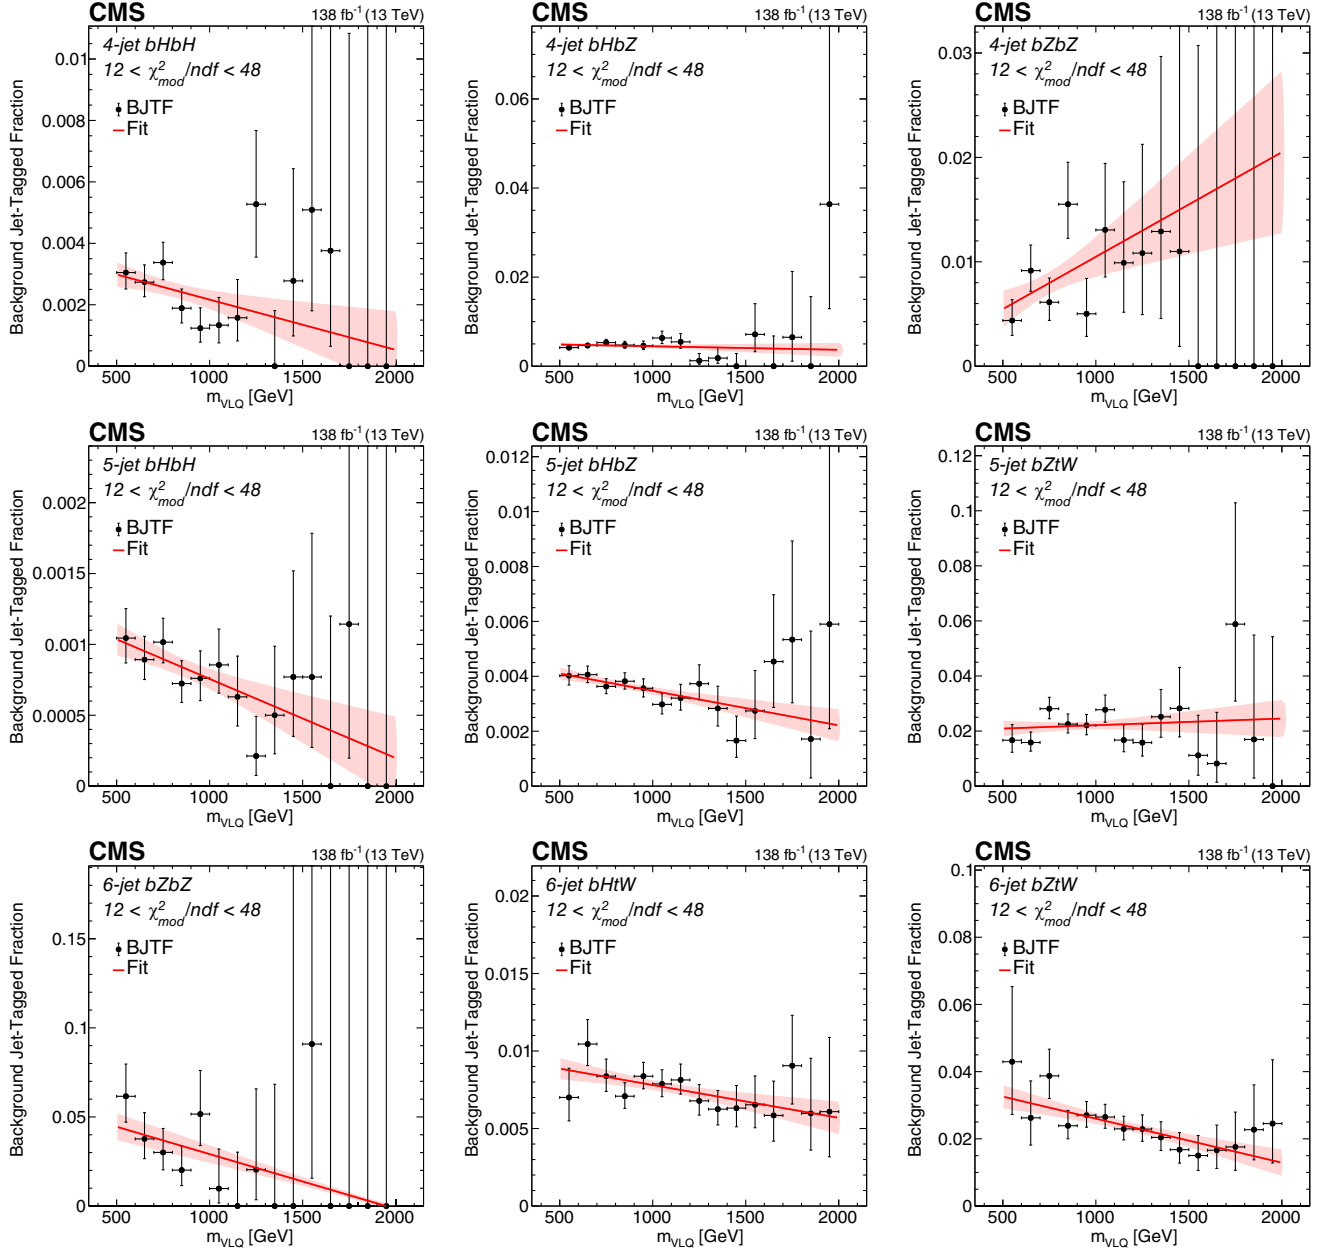 CMS 138 fb⁻¹ (13 TeV)
4-jet bHbH
12 < χ²mod/ndf < 48
BJTF
Fit
Background Jet-Tagged Fraction
0.01
0.008
0.006
0.004
0.002
0
500 1000 1500 2000
mVLQ [GeV]
CMS 138 fb⁻¹ (13 TeV)
4-jet bHbZ
12 < χ²mod/ndf < 48
BJTF
Fit
Background Jet-Tagged Fraction
0.06
0.04
0.02
0
500 1000 1500 2000
mVLQ [GeV]
CMS 138 fb⁻¹ (13 TeV)
4-jet bZbZ
12 < χ²mod/ndf < 48
BJTF
Fit
Background Jet-Tagged Fraction
0.03
0.02
0.01
0
500 1000 1500 2000
mVLQ [GeV]
CMS 138 fb⁻¹ (13 TeV)
5-jet bHbH
12 < χ²mod/ndf < 48
BJTF
Fit
Background Jet-Tagged Fraction
0.002
0.0015
0.001
0.0005
0
500 1000 1500 2000
mVLQ [GeV]
CMS 138 fb⁻¹ (13 TeV)
5-jet bHbZ
12 < χ²mod/ndf < 48
BJTF
Fit
Background Jet-Tagged Fraction
0.012
0.01
0.008
0.006
0.004
0.002
0
500 1000 1500 2000
mVLQ [GeV]
CMS 138 fb⁻¹ (13 TeV)
5-jet bZtW
12 < χ²mod/ndf < 48
BJTF
Fit
Background Jet-Tagged Fraction
0.12
0.1
0.08
0.06
0.04
0.02
0
500 1000 1500 2000
mVLQ [GeV]
CMS 138 fb⁻¹ (13 TeV)
6-jet bZbZ
12 < χ²mod/ndf < 48
BJTF
Fit
Background Jet-Tagged Fraction
0.15
0.1
0.05
0
500 1000 1500 2000
mVLQ [GeV]
CMS 138 fb⁻¹ (13 TeV)
6-jet bHtW
12 < χ²mod/ndf < 48
BJTF
Fit
Background Jet-Tagged Fraction
0.02
0.015
0.01
0.005
0
500 1000 1500 2000
mVLQ [GeV]
CMS 138 fb⁻¹ (13 TeV)
6-jet bZtW
12 < χ²mod/ndf < 48
BJTF
Fit
Background Jet-Tagged Fraction
0.1
0.08
0.06
0.04
0.02
0
500 1000 1500 2000
mVLQ [GeV]